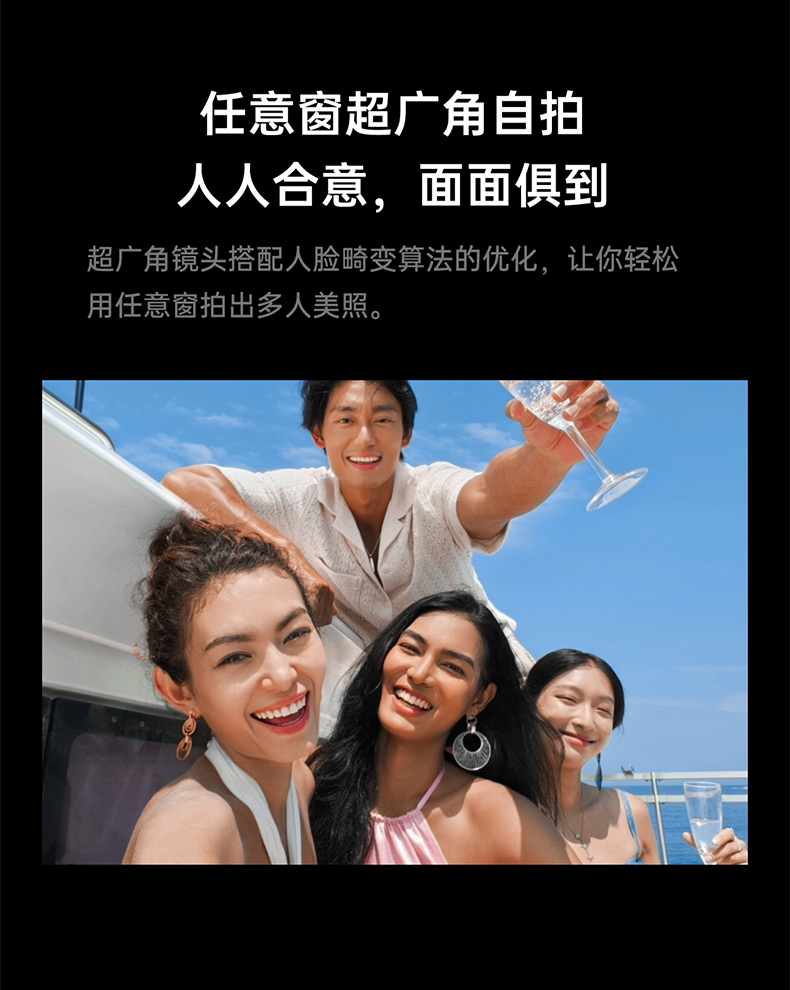 任意窗超广角自拍
人人合意，面面俱到
超广角镜头搭配人脸畸变算法的优化，让你轻松
用任意窗拍出多人美照。